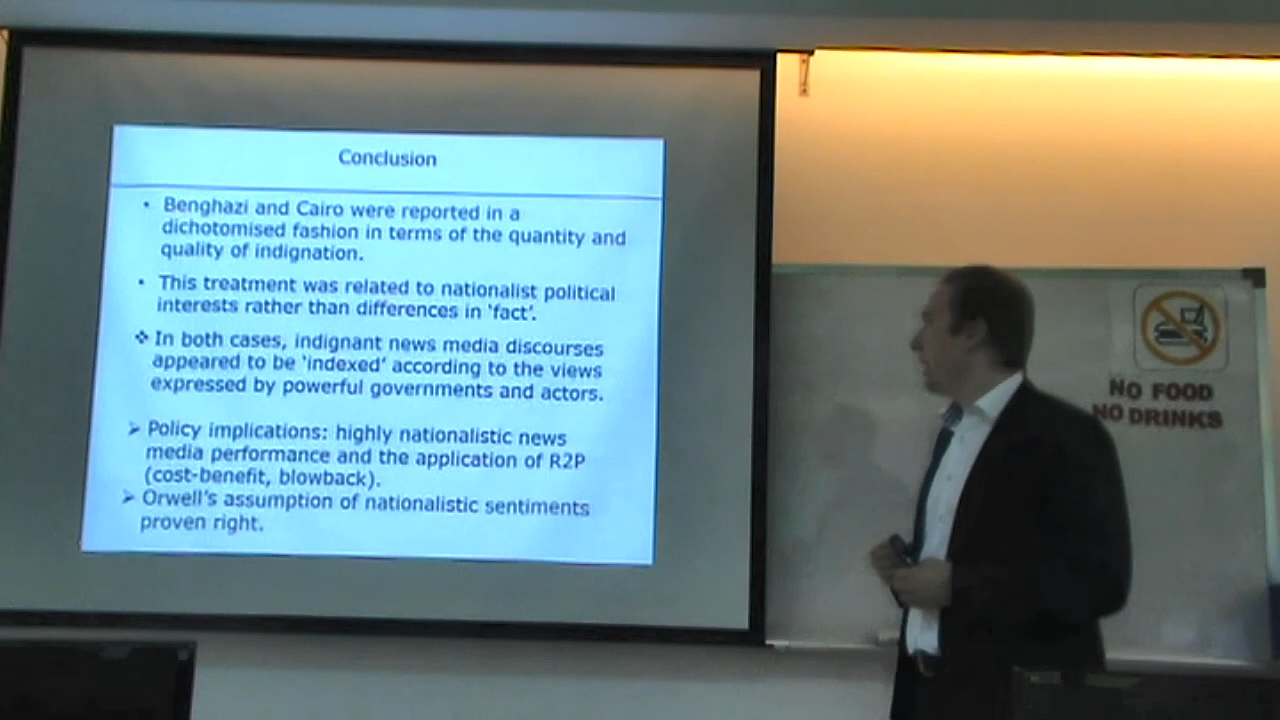 Conclusion
• Benghazi and Cairo were reported in a
dichotomised fashion in terms of the quantity and
quality of indignation.
• This treatment was related to nationalist political
interests rather than differences in 'fact'.
❖ In both cases, indignant news media discourses
appeared to be 'indexed' according to the views
expressed by powerful governments and actors.
➢ Policy implications: highly nationalistic news
media performance and the application of R2P
(cost-benefit, blowback).
➢ Orwell's assumption of nationalistic sentiments
proven right.
NO FOOD
NO DRINKS